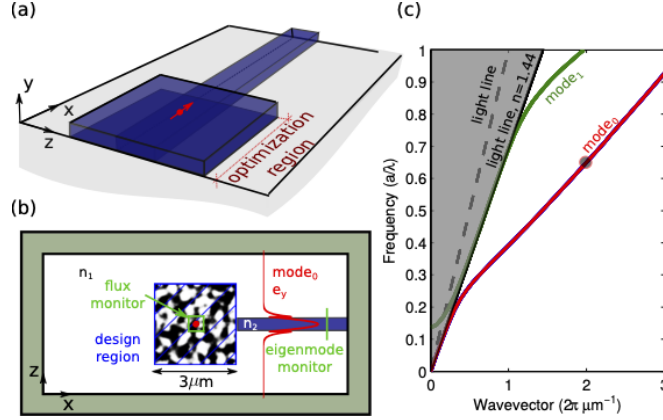 (a)
y
x
z
optimization
region
(b)
n₁
flux
monitor
design
region
3μm
n₂
mode₀
e_y
eigenmode
monitor
z
x
(c)
Frequency (a/λ)
1
0.9
0.8
0.7
0.6
0.5
0.4
0.3
0.2
0.1
0
light line
light line, n=1.44
mode₁
mode₀
0
1
2
3
Wavevector (2π μm⁻¹)